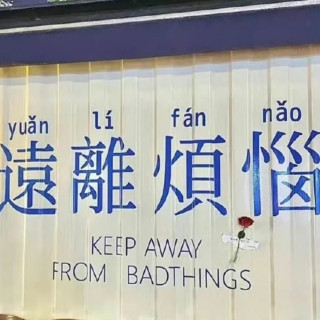 yuǎn lí fán nǎo
遠離煩惱
KEEP AWAY
FROM BADTHINGS